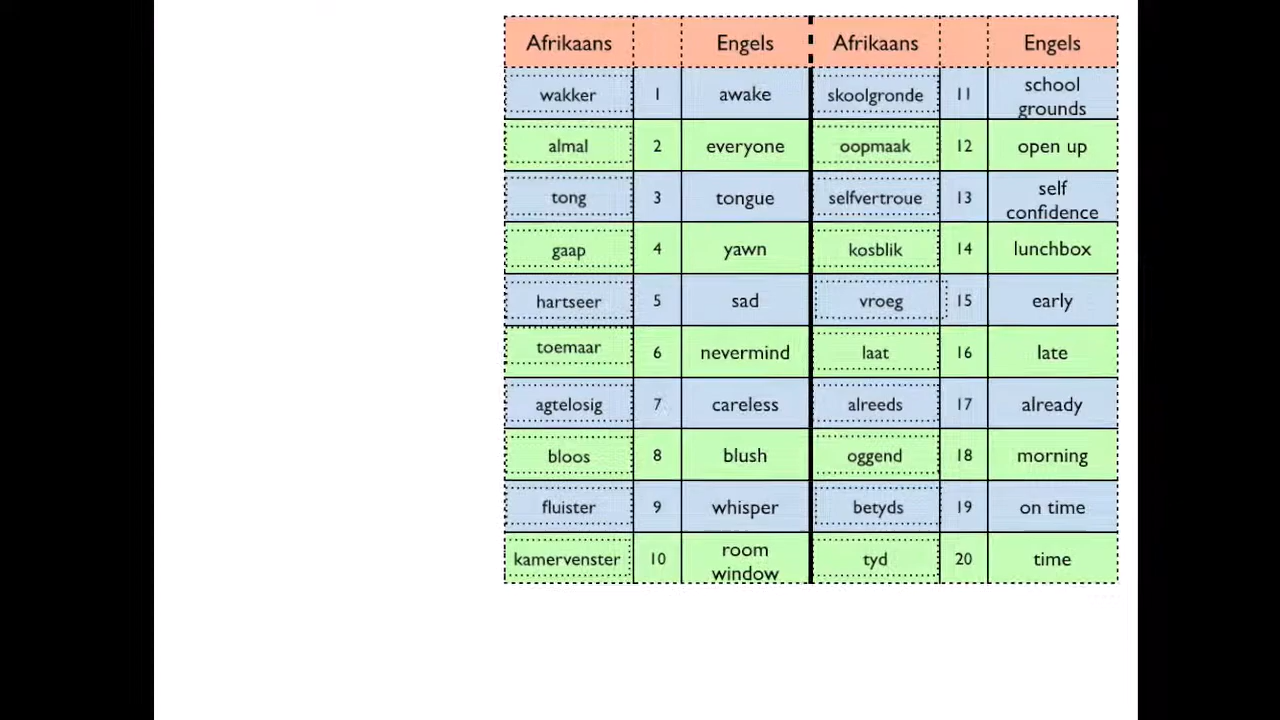 Afrikaans Engels Afrikaans Engels
wakker 1 awake skoolgronde 11 school grounds
almal 2 everyone oopmaak 12 open up
tong 3 tongue selfvertroue 13 self confidence
gaap 4 yawn kosblik 14 lunchbox
hartseer 5 sad vroeg 15 early
toemaar 6 nevermind laat 16 late
agtelosig 7 careless alreeds 17 already
bloos 8 blush oggend 18 morning
fluister 9 whisper betyds 19 on time
kamervenster 10 room window tyd 20 time